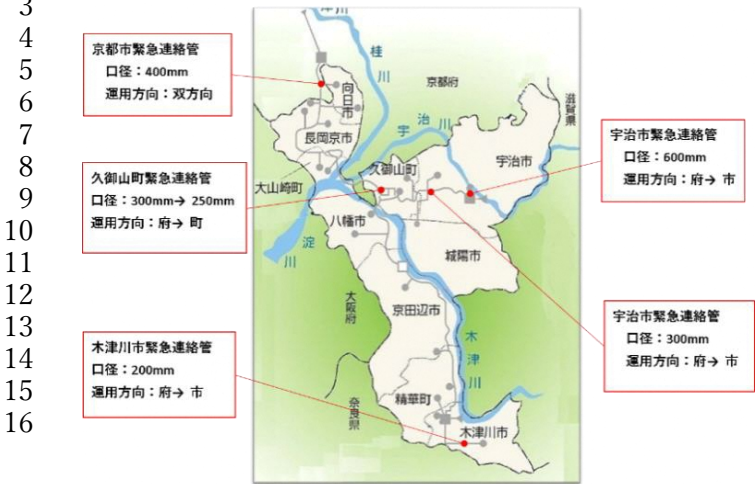 3
4
5
6
7
8
9
10
11
12
13
14
15
16
京都市緊急連絡管
口径：400mm
運用方向：双方向
久御山町緊急連絡管
口径：300mm→ 250mm
運用方向：府→ 町
木津川市緊急連絡管
口径：200mm
運用方向：府→ 市
宇治市緊急連絡管
口径：600mm
運用方向：府→ 市
宇治市緊急連絡管
口径：300mm
運用方向：府→ 市
津川
桂川
京都府
滋賀県
向日市
長岡京市
宇治川
宇治市
久御山町
大山崎町
八幡市
淀川
城陽市
大阪府
京田辺市
木津川
精華町
奈良県
木津川市